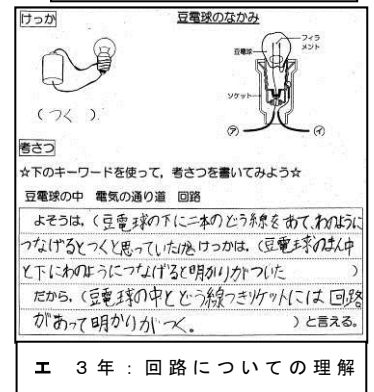 けっか
豆電球のなかみ
フィラメント
豆電球
ソケット
㋐ ㋑
(つく)
考さつ
☆下のキーワードを使って，考さつを書いてみよう☆
豆電球の中 電気の通り道 回路
よそうは，(豆電球の下に二本のどう線をあて，わのように
つなげるとつくと思っていたけどけっかは，(豆電球のまん中
と下にわのようにつなげると明かりがついた )
だから，(豆電球の中とどう線つきソケットには回路
があって明かりがつく。 )と言える。
エ 3年：回路についての理解